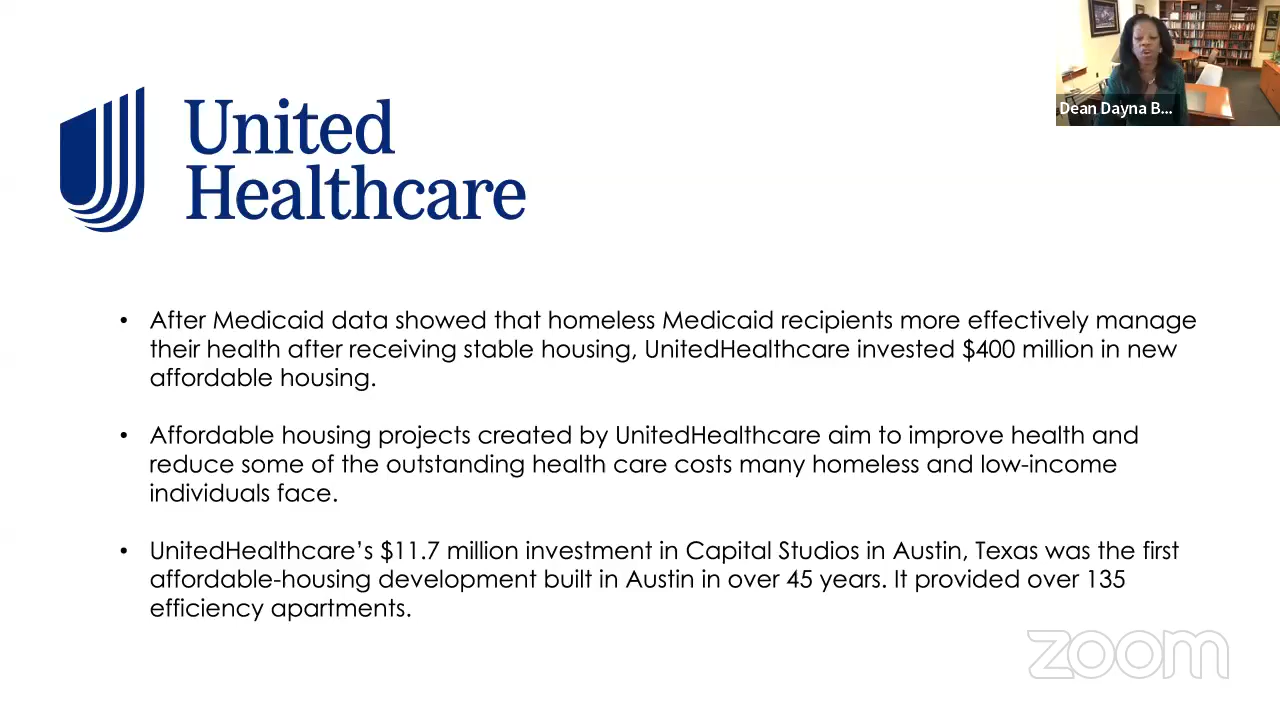 Dean Dayna B...
United
Healthcare
• After Medicaid data showed that homeless Medicaid recipients more effectively manage
their health after receiving stable housing, UnitedHealthcare invested $400 million in new
affordable housing.
• Affordable housing projects created by UnitedHealthcare aim to improve health and
reduce some of the outstanding health care costs many homeless and low-income
individuals face.
• UnitedHealthcare’s $11.7 million investment in Capital Studios in Austin, Texas was the first
affordable-housing development built in Austin in over 45 years. It provided over 135
efficiency apartments.
zoom